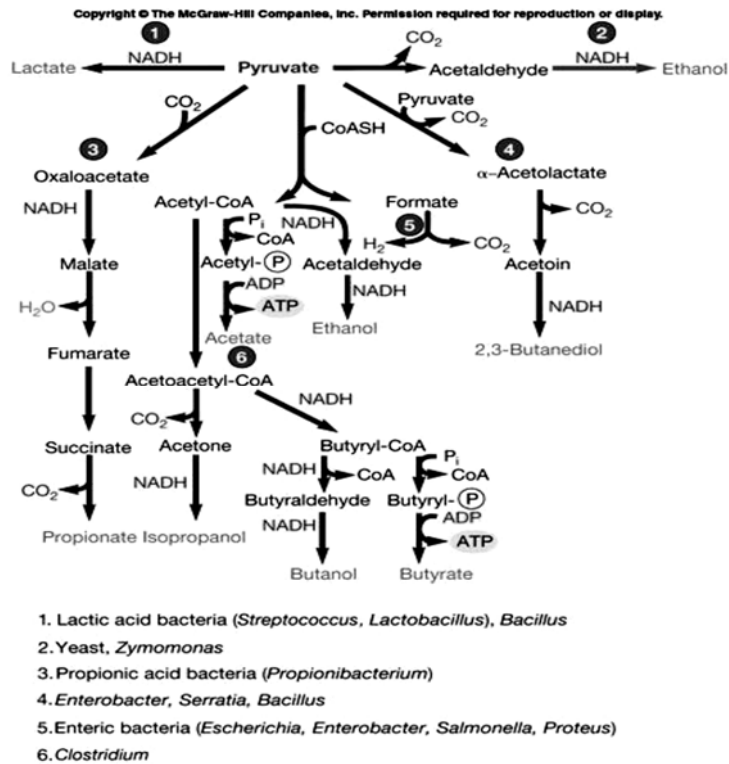 Copyright © The McGraw-Hill Companies, Inc. Permission required for reproduction or display.
1
CO2
2
Lactate
NADH
Pyruvate
Acetaldehyde
NADH
Ethanol
CO2
CoASH
Pyruvate
CO2
3
4
Oxaloacetate
α-Acetolactate
NADH
Acetyl-CoA
Pi
NADH
CoA
Formate
5
H2
CO2
CO2
Malate
Acetyl-P
Acetaldehyde
Acetoin
H2O
ADP
ATP
NADH
NADH
Acetate
Ethanol
Fumarate
6
2,3-Butanediol
Acetoacetyl-CoA
CO2
NADH
Succinate
Acetone
Butyryl-CoA
Pi
CO2
NADH
NADH
CoA
CoA
Butyraldehyde
Butyryl-P
NADH
ADP
ATP
Propionate
Isopropanol
Butanol
Butyrate
1. Lactic acid bacteria (Streptococcus, Lactobacillus), Bacillus
2.Yeast, Zymomonas
3.Propionic acid bacteria (Propionibacterium)
4.Enterobacter, Serratia, Bacillus
5.Enteric bacteria (Escherichia, Enterobacter, Salmonella, Proteus)
6.Clostridium